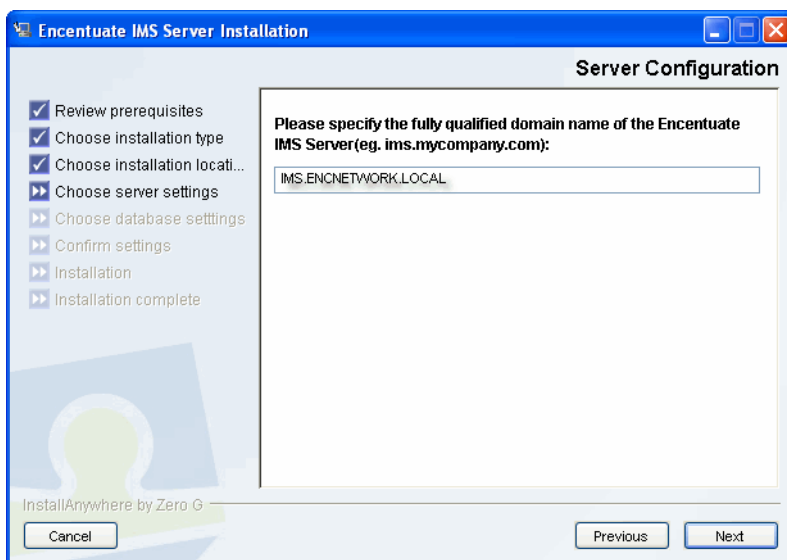 Encentuate IMS Server Installation
Server Configuration
Review prerequisites
Choose installation type
Choose installation locati...
Choose server settings
Choose database setttings
Confirm settings
Installation
Installation complete
Please specify the fully qualified domain name of the Encentuate
IMS Server(eg. ims.mycompany.com):
IMS.ENCNETWORK.LOCAL
InstallAnywhere by Zero G
Cancel
Previous
Next